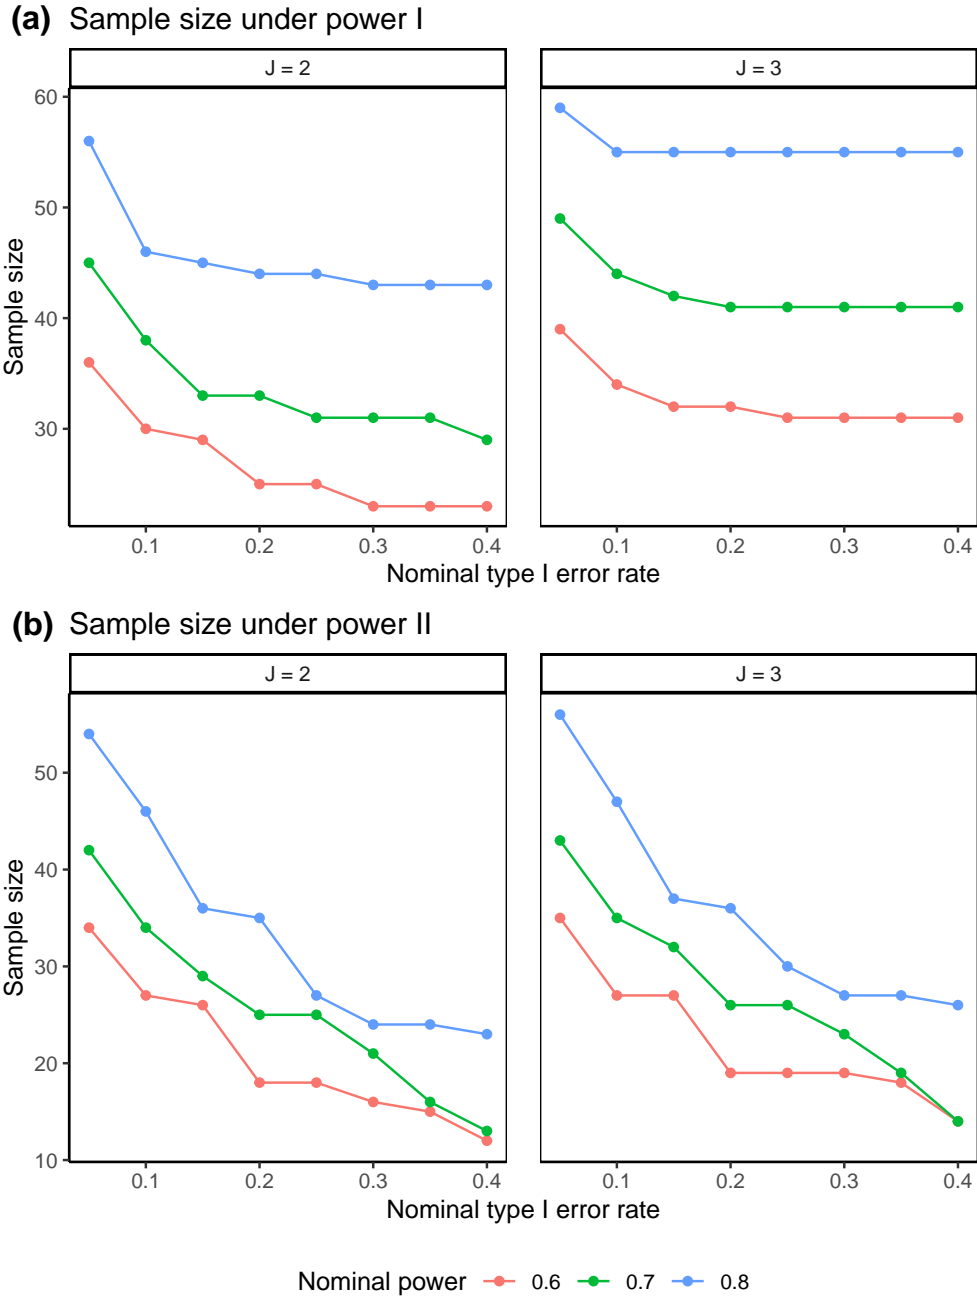 (a) Sample size under power I
J = 2
J = 3
Sample size
60
50
40
30
0.1 0.2 0.3 0.4
0.1 0.2 0.3 0.4
Nominal type I error rate
(b) Sample size under power II
J = 2
J = 3
Sample size
50
40
30
20
10
0.1 0.2 0.3 0.4
0.1 0.2 0.3 0.4
Nominal type I error rate
Nominal power 0.6 0.7 0.8